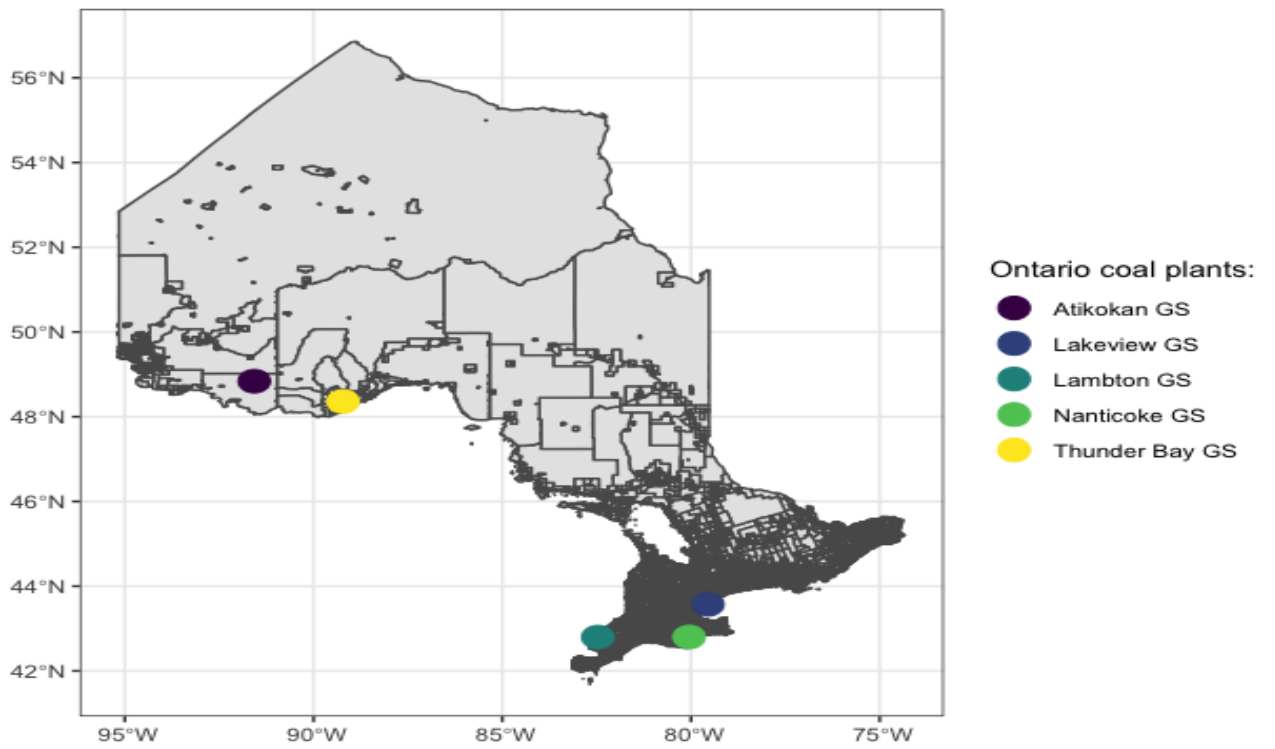 56°N
54°N
52°N
50°N
48°N
46°N
44°N
42°N
95°W 90°W 85°W 80°W 75°W
Ontario coal plants:
Atikokan GS
Lakeview GS
Lambton GS
Nanticoke GS
Thunder Bay GS